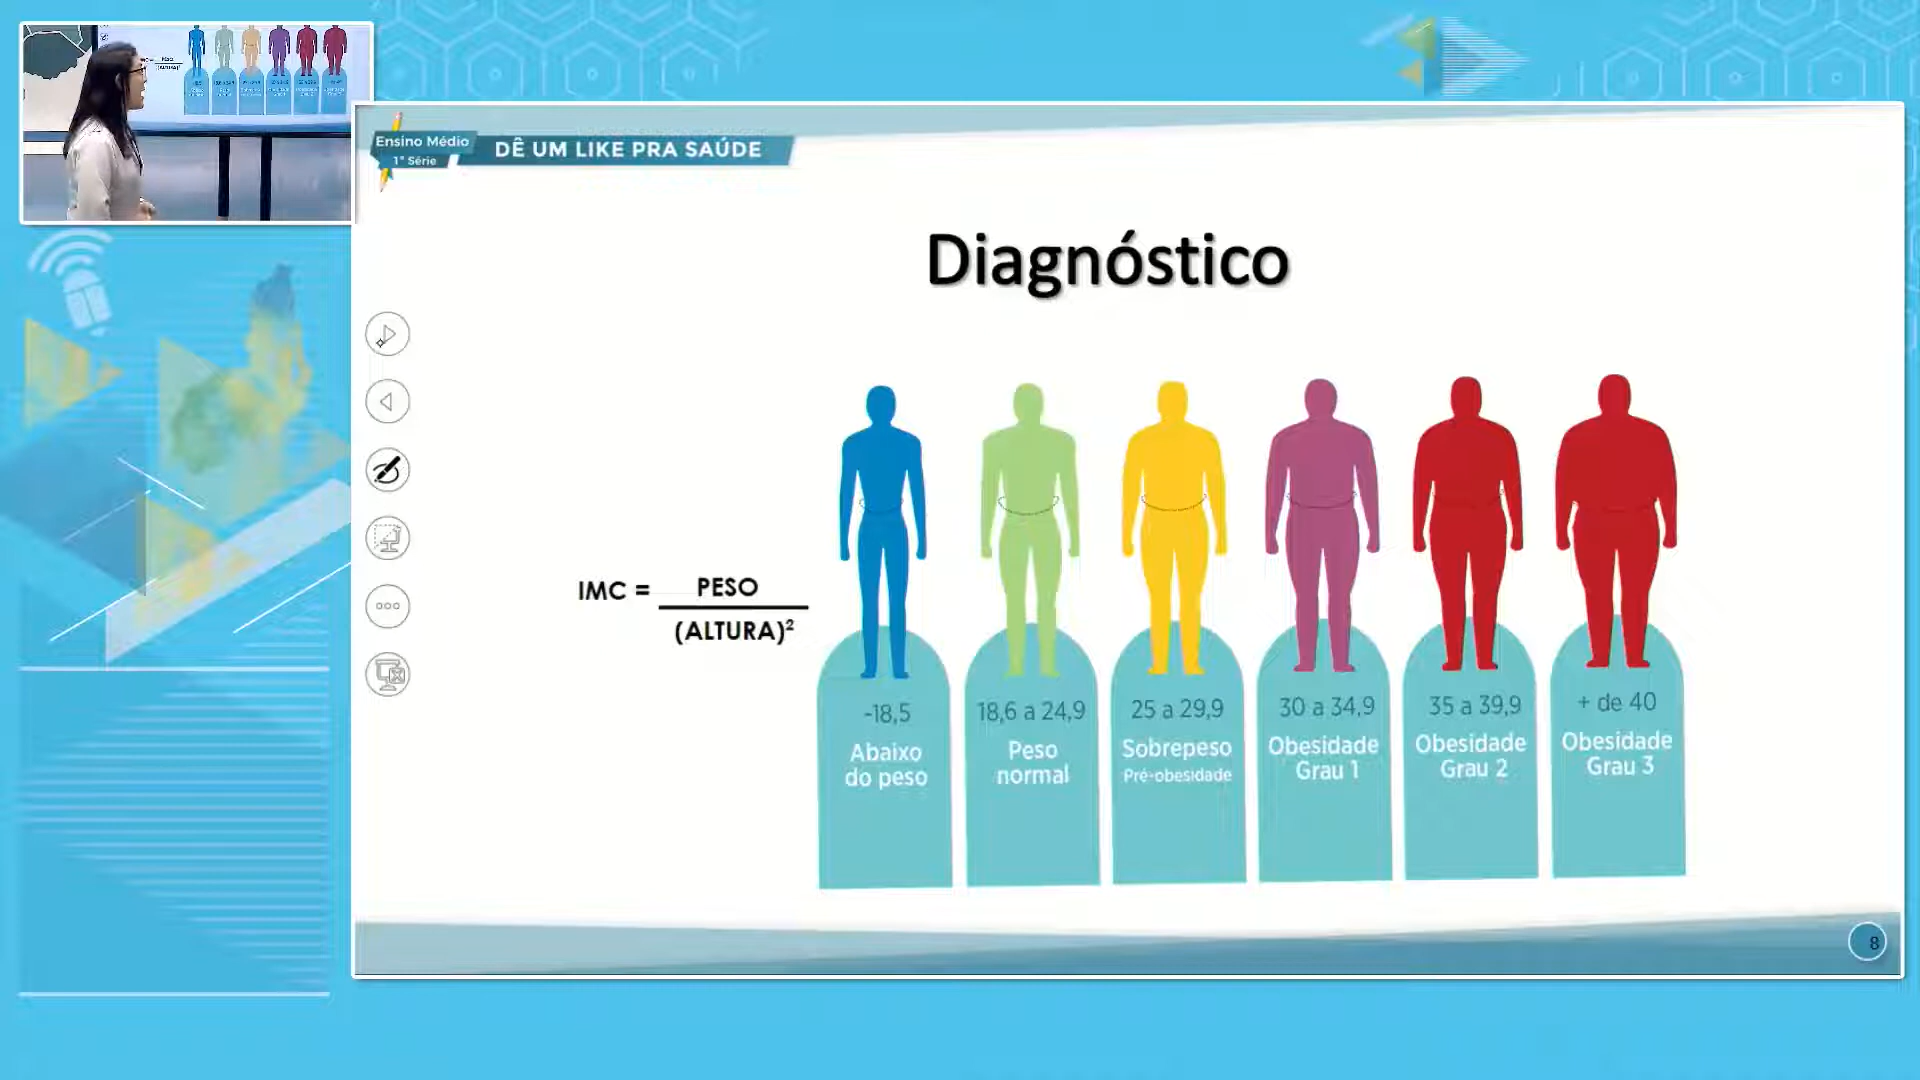 Ensino Médio
1ª Série
DÊ UM LIKE PRA SAÚDE
Diagnóstico
IMC = PESO
(ALTURA)²
-18,5
Abaixo
do peso
18,6 a 24,9
Peso
normal
25 a 29,9
Sobrepeso
Pré-obesidade
30 a 34,9
Obesidade
Grau 1
35 a 39,9
Obesidade
Grau 2
+ de 40
Obesidade
Grau 3
8